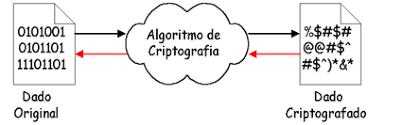 0101001
0101101
11101101
Dado
Original
Algoritmo de
Criptografia
%$#$#
@@#$^
#$^)*&*
Dado
Criptografado